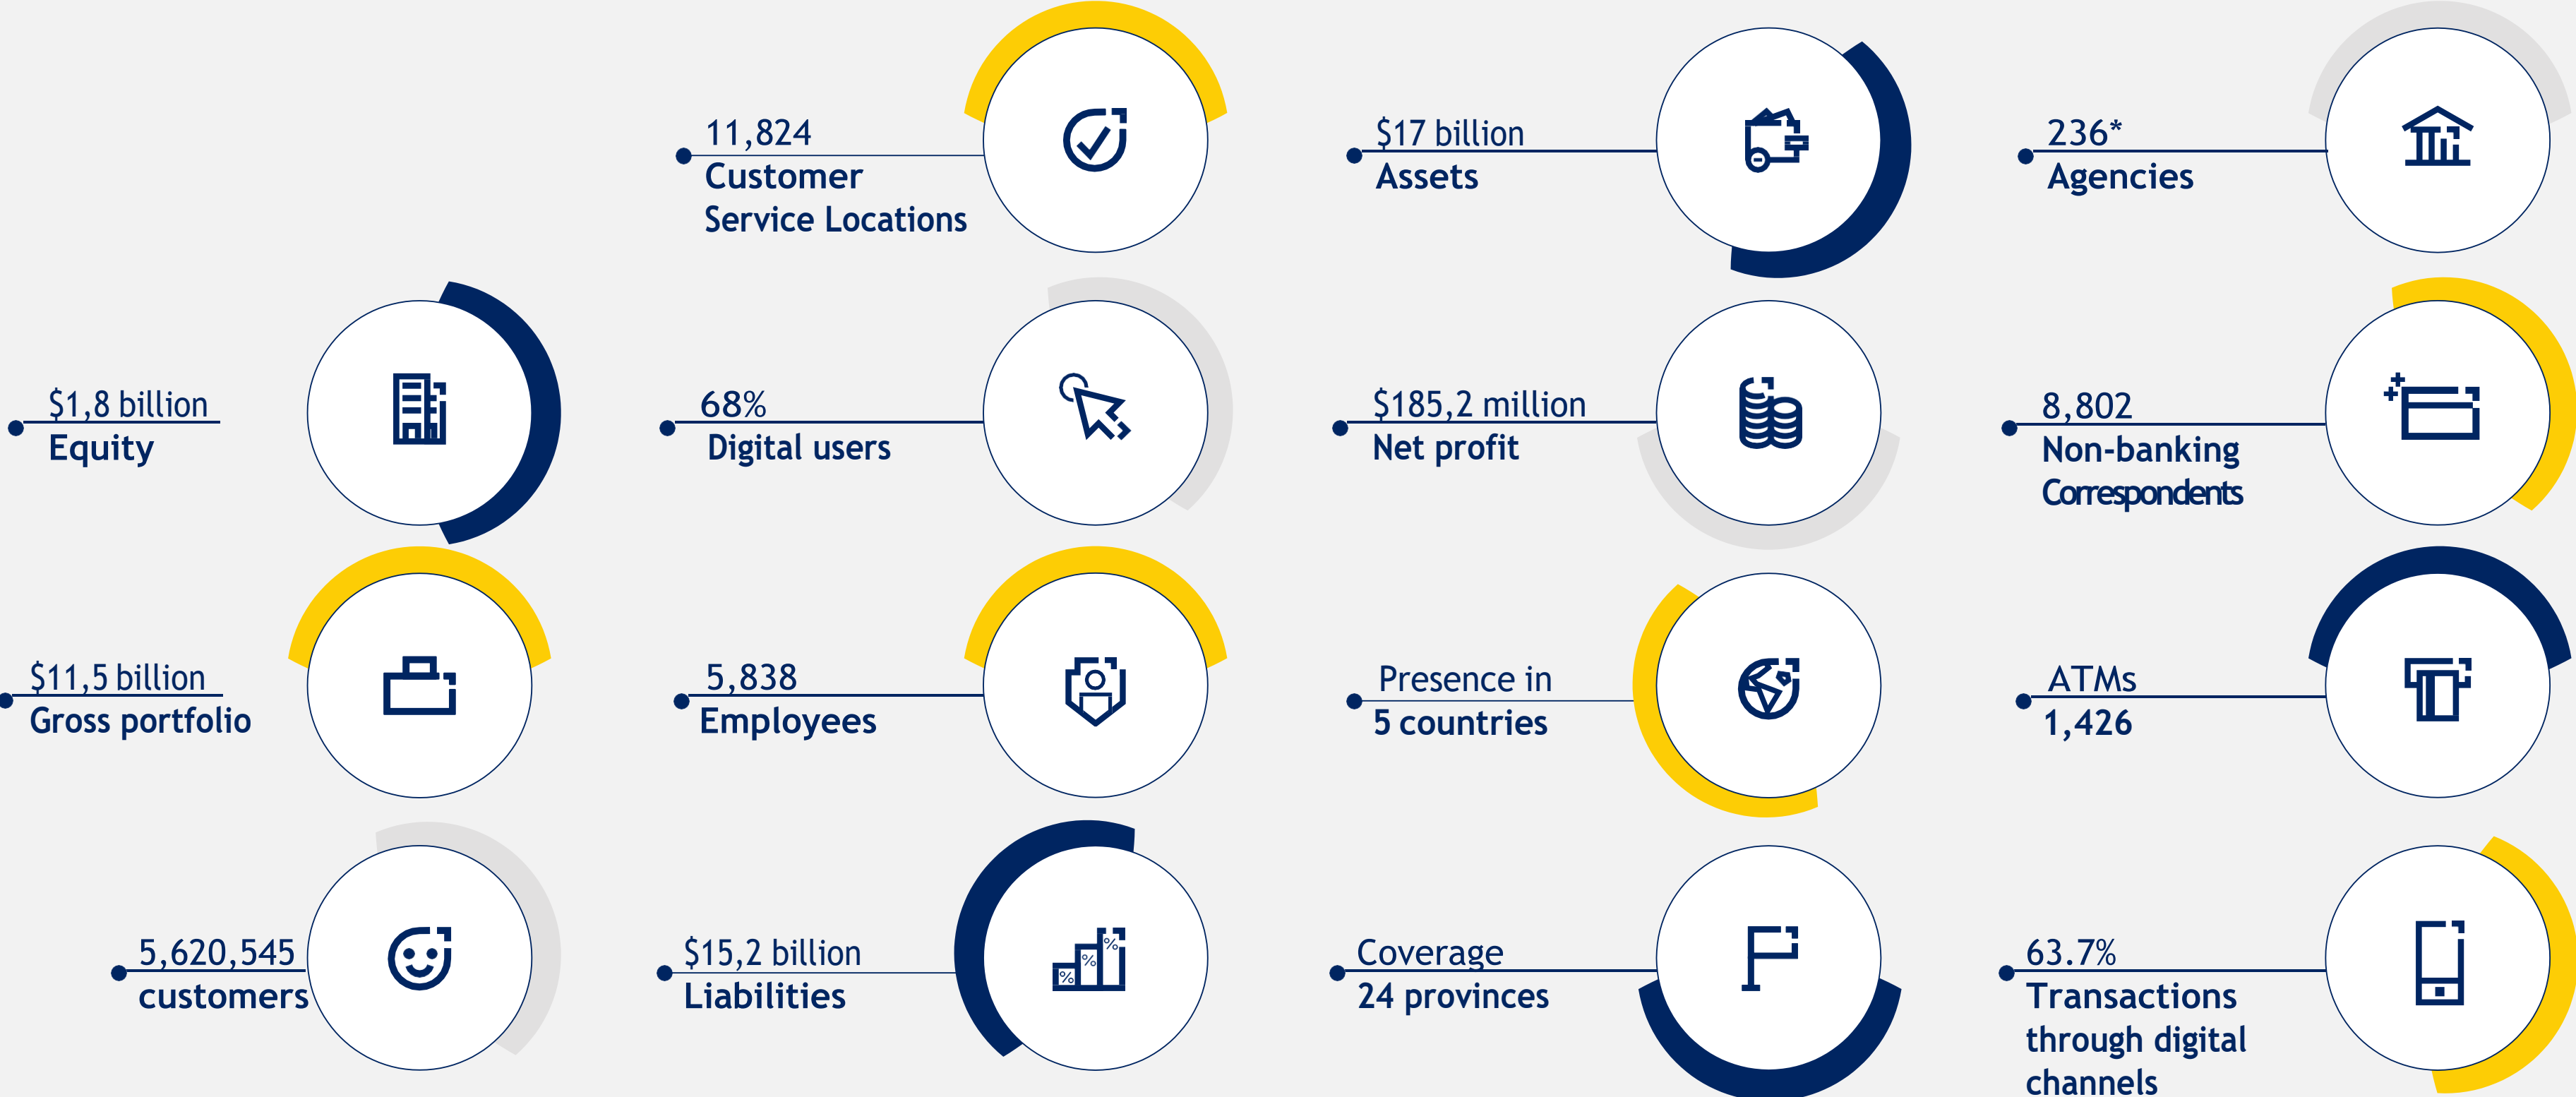 11,824
Customer
Service Locations
$17 billion
Assets
236*
Agencies
$1,8 billion
Equity
68%
Digital users
$185,2 million
Net profit
8,802
Non-banking
Correspondents
$11,5 billion
Gross portfolio
5,838
Employees
Presence in
5 countries
ATMs
1,426
5,620,545
customers
$15,2 billion
Liabilities
% % %
Coverage
24 provinces
63.7%
Transactions
through digital
channels